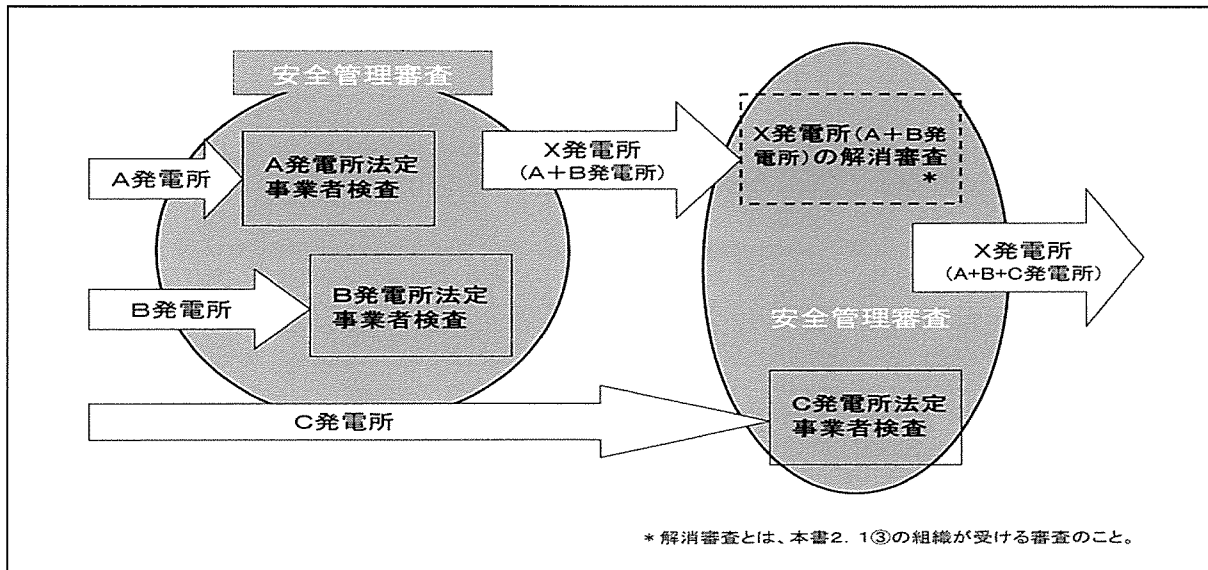 安全管理審査
A発電所
A発電所法定
事業者検査
B発電所
B発電所法定
事業者検査
C発電所
X発電所
(A+B発電所)
X発電所(A+B発
電所)の解消審査
*
X発電所
(A+B+C発電所)
安全管理審査
C発電所法定
事業者検査
* 解消審査とは、本書2. 1③の組織が受ける審査のこと。